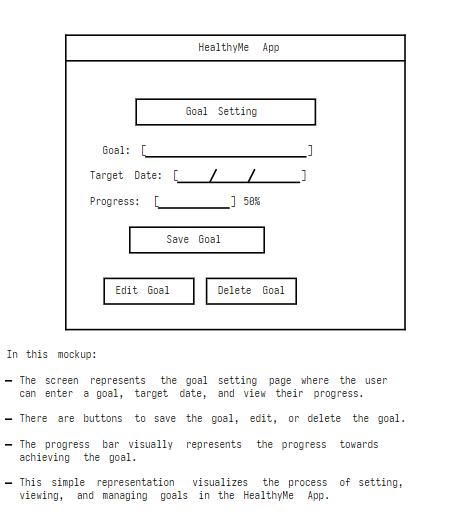 HealthyMe App
Goal Setting
Goal: [____________________]
Target Date: [____/____/______]
Progress: [_________] 50%
Save Goal
Edit Goal Delete Goal
In this mockup:
– The screen represents the goal setting page where the user
can enter a goal, target date, and view their progress.
– There are buttons to save the goal, edit, or delete the goal.
– The progress bar visually represents the progress towards
achieving the goal.
– This simple representation visualizes the process of setting,
viewing, and managing goals in the HealthyMe App.